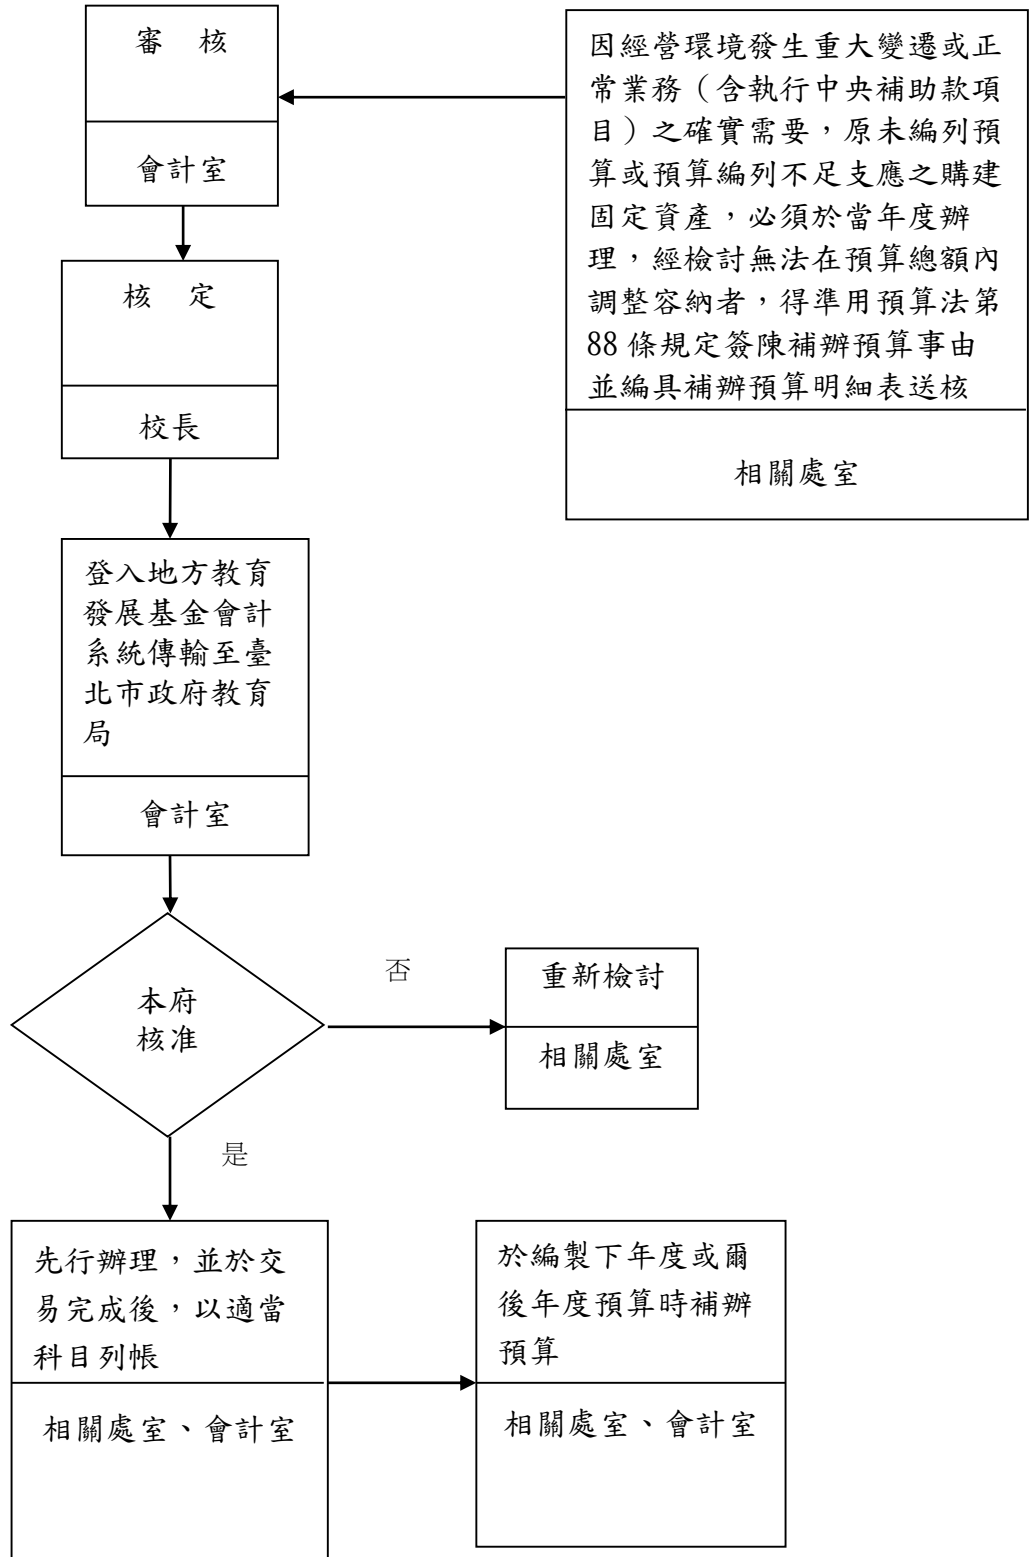 審　核
會計室
因經營環境發生重大變遷或正
常業務（含執行中央補助款項
目）之確實需要，原未編列預
算或預算編列不足支應之購建
固定資產，必須於當年度辦
理，經檢討無法在預算總額內
調整容納者，得準用預算法第
88 條規定簽陳補辦預算事由
並編具補辦預算明細表送核
相關處室
核　定
校長
登入地方教育
發展基金會計
系統傳輸至臺
北市政府教育
局
會計室
本府
核准
否
重新檢討
相關處室
是
先行辦理，並於交
易完成後，以適當
科目列帳
相關處室、會計室
於編製下年度或爾
後年度預算時補辦
預算
相關處室、會計室